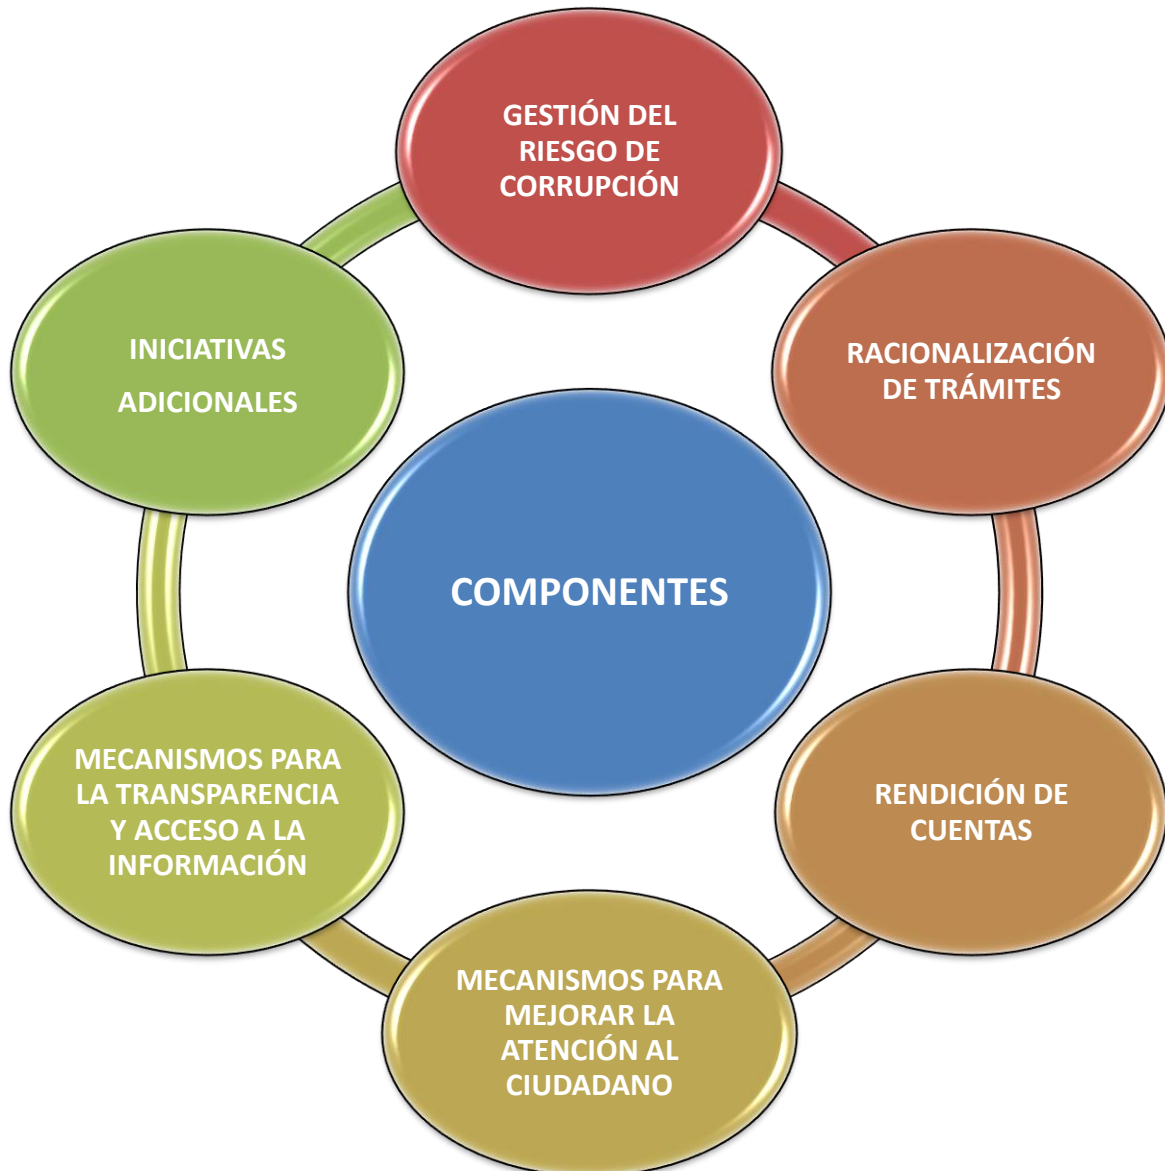 GESTIÓN DEL
RIESGO DE
CORRUPCIÓN
RACIONALIZACIÓN
DE TRÁMITES
RENDICIÓN DE
CUENTAS
MECANISMOS PARA
MEJORAR LA
ATENCIÓN AL
CIUDADANO
MECANISMOS PARA
LA TRANSPARENCIA
Y ACCESO A LA
INFORMACIÓN
INICIATIVAS
ADICIONALES
COMPONENTES